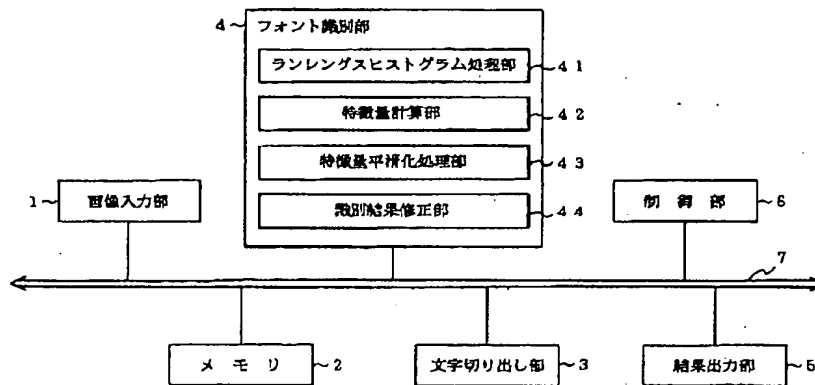 4 フォント識別部
ランレングスヒストグラム処理部 41
特徴量計算部 42
特徴量平滑化処理部 43
識別結果修正部 44
1 画像入力部
制御部 6
7
メモリ 2
文字切り出し部 3
結果出力部 5